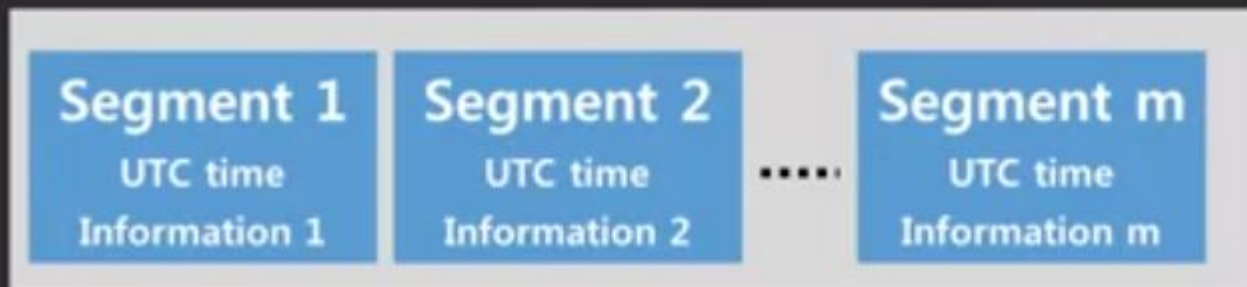 Segment 1
UTC time
Information 1
Segment 2
UTC time
Information 2
.....
Segment m
UTC time
Information m